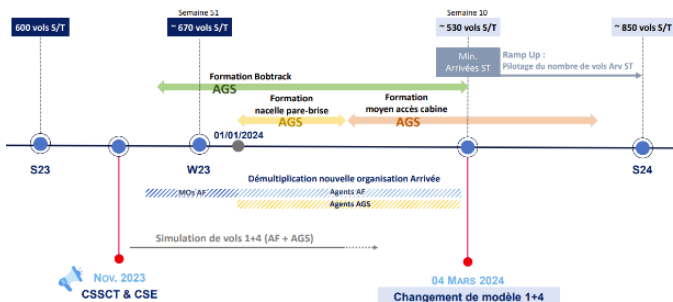 Semaine 51
Semaine 10
600 vols S/T
~ 670 vols S/T
~ 530 vols S/T
~ 850 vols S/T
Min.
Arrivées ST
Ramp Up :
Pilotage du nombre de vols Arv ST
Formation Bobtrack
AGS
Formation
nacelle pare-brise
AGS
Formation
moyen accès cabine
AGS
01/01/2024
S23
W23
S24
Démultiplication nouvelle organisation Arrivée
MOs AF
Agents AF
Agents AGS
Simulation de vols 1+4 (AF + AGS)
NOV. 2023
CSSCT & CSE
04 MARS 2024
Changement de modèle 1+4